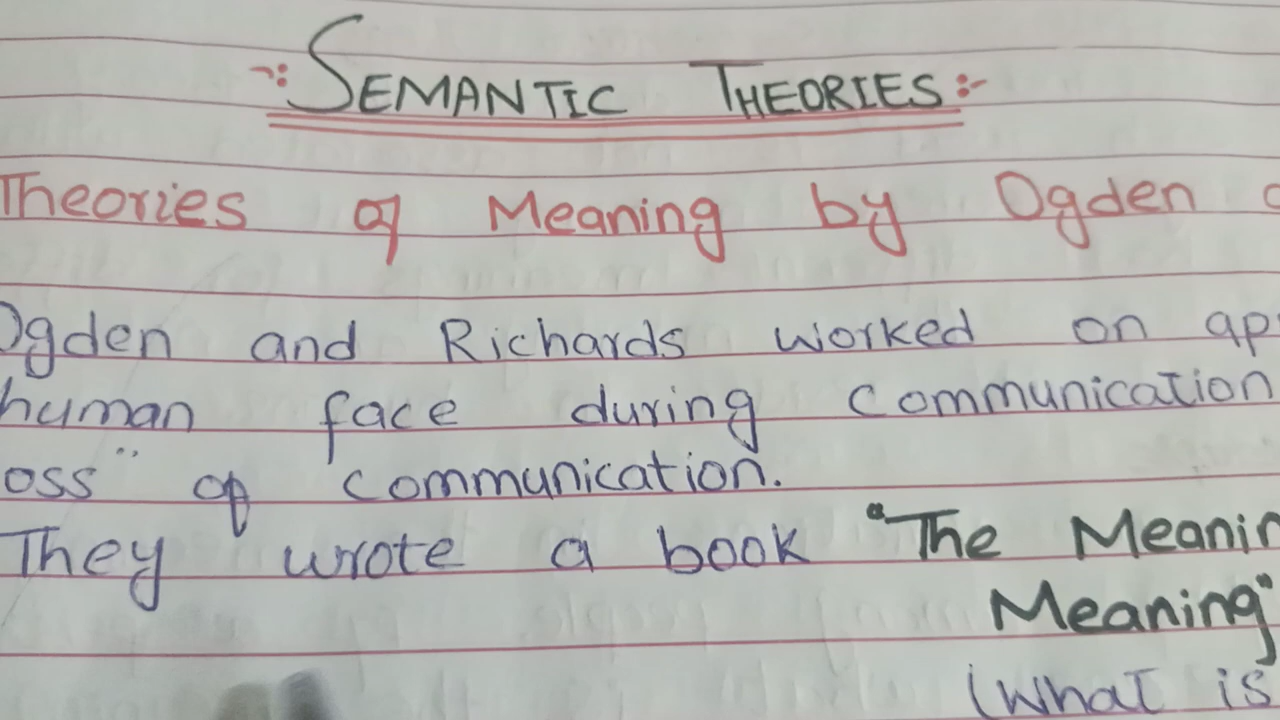 -: SEMANTIC THEORIES :-
Theories of Meaning by Ogden
Ogden and Richards worked on
human face during communication
oss" of communication.
They wrote a book "The Meanin
Meaning"
(What is